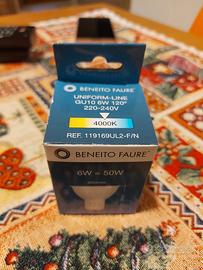 BENEITO FAURE
UNIFORM-LINE
GU10 6W 120°
220-240V
4000K
REF. 119169UL2-F/N
BENEITO FAURE
6W = 50W